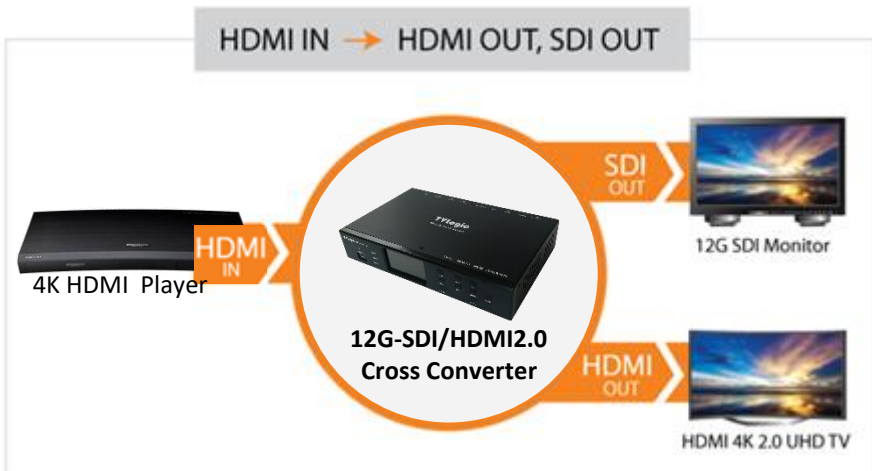 HDMI IN → HDMI OUT, SDI OUT
SDI
OUT
12G SDI Monitor
HDMI
IN
4K HDMI Player
TVlogic
12G-SDI/HDMI2.0
Cross Converter
HDMI
OUT
HDMI 4K 2.0 UHD TV